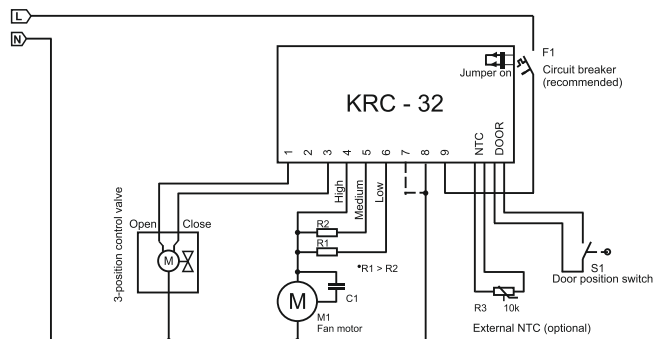 L
N
F1
Circuit breaker
(recommended)
Jumper on
KRC - 32
1 2 3 4 5 6 7 8 9 NTC DOOR
High
Medium
Low
3-position control valve
Open Close
M
R2
R1
*R1 > R2
C1
M
M1
Fan motor
R3 10k
External NTC (optional)
S1
Door position switch